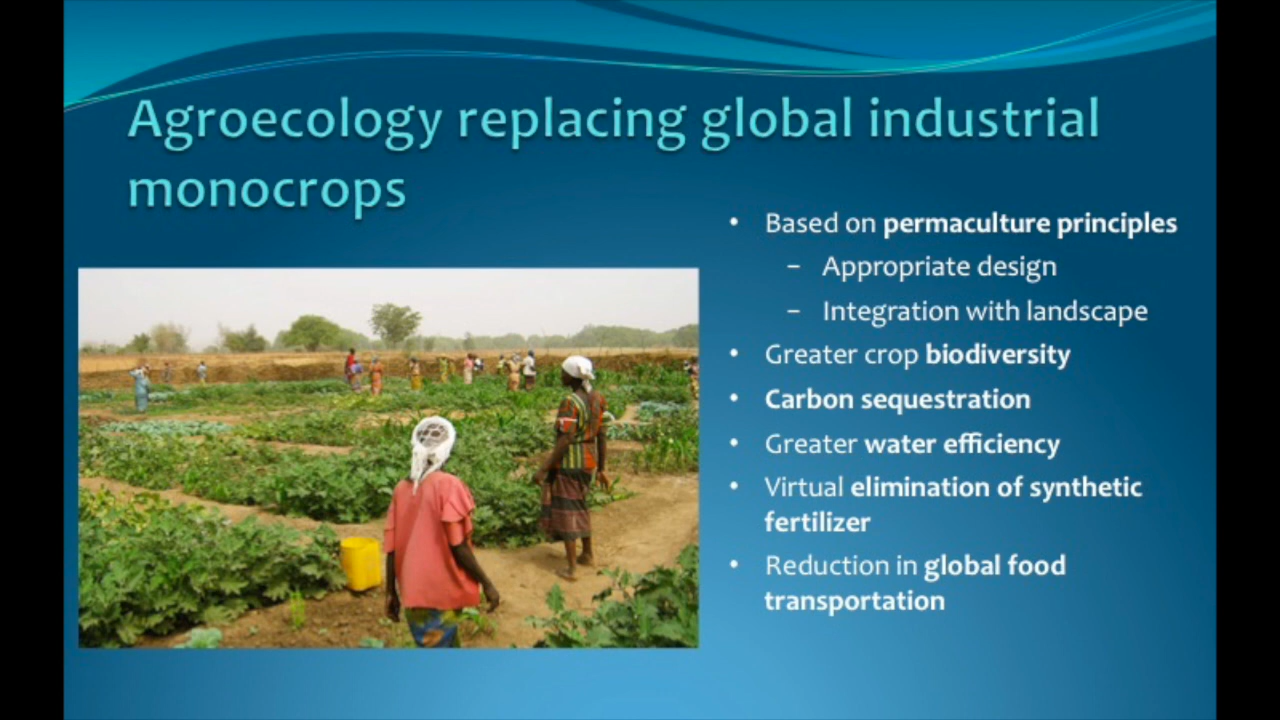 Agroecology replacing global industrial
monocrops
• Based on permaculture principles
– Appropriate design
– Integration with landscape
• Greater crop biodiversity
• Carbon sequestration
• Greater water efficiency
• Virtual elimination of synthetic
fertilizer
• Reduction in global food
transportation